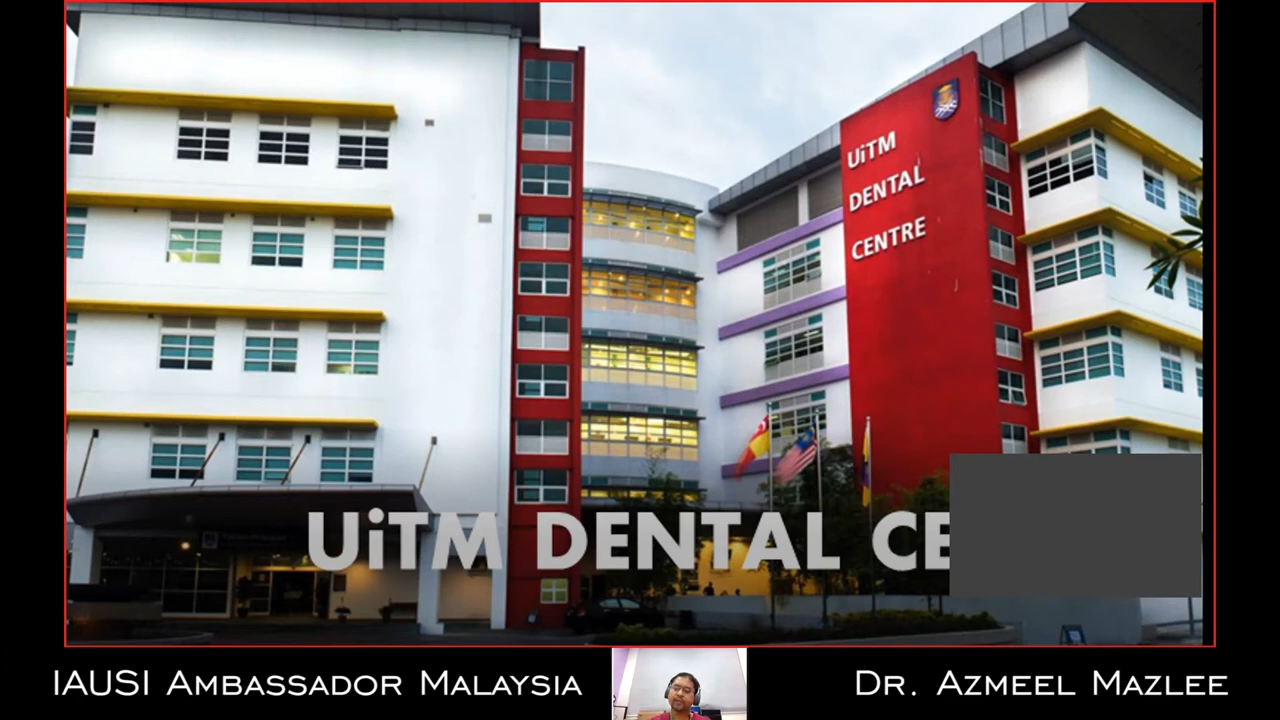 UiTM
DENTAL
CENTRE
UiTM DENTAL CE
IAUSI Ambassador Malaysia
Dr. Azmeel Mazlee